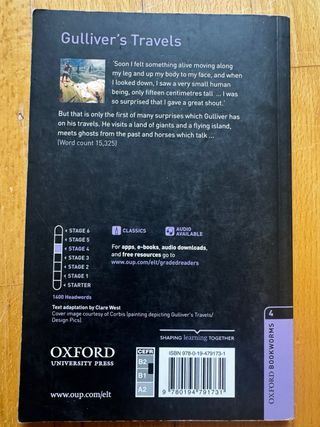 Gulliver's Travels
'Soon I felt something alive moving along
my leg and up my body to my face, and when
I looked down, I saw a very small human
being, only fifteen centimetres tall ... I was
so surprised that I gave a great shout.'
But that is only the first of many surprises which Gulliver has
on his travels. He visits a land of giants and a flying island,
meets ghosts from the past and horses which talk ...
(Word count 15,325)
< STAGE 6
< STAGE 5
< STAGE 4
< STAGE 3
< STAGE 2
< STAGE 1
< STARTER
CLASSICS
AUDIO
AVAILABLE
For apps, e-books, audio downloads,
and free resources go to
www.oup.com/elt/gradedreaders
1400 Headwords
Text adaptation by Clare West
Cover image courtesy of Corbis (painting depicting Gulliver's Travels/
Design Pics)
SHAPING learning TOGETHER
OXFORD
UNIVERSITY PRESS
www.oup.com/elt
CEFR
B2
B1
A2
ISBN 978-0-19-479173-1
9 780194 791731
4
OXFORD BOOKWORMS